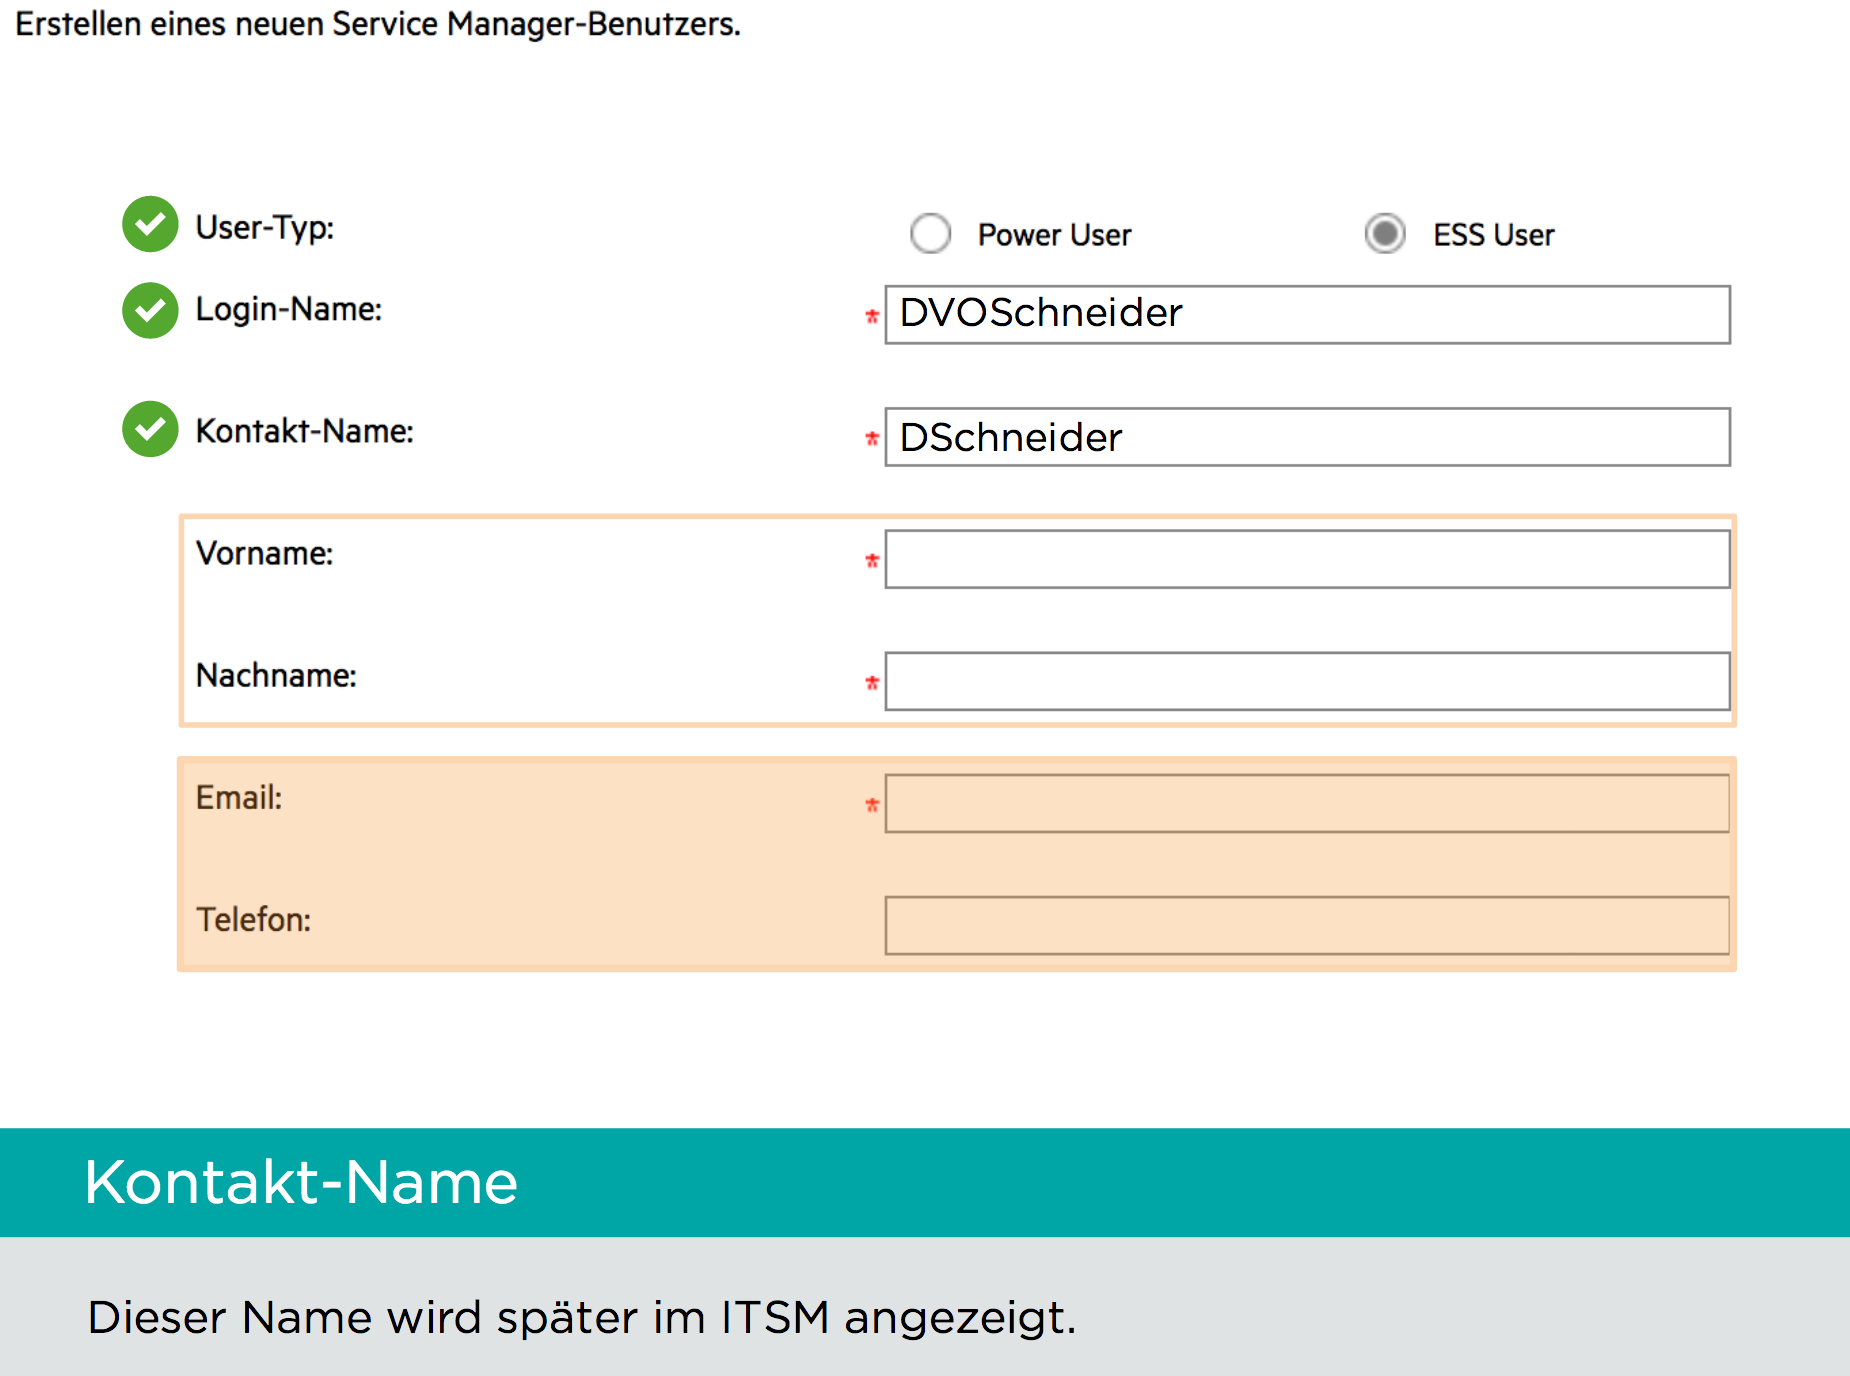 Erstellen eines neuen Service Manager-Benutzers.
User-Typ: Power User ESS User
Login-Name: * DVOSchneider
Kontakt-Name: * DSchneider
Vorname: *
Nachname: *
Email: *
Telefon:
Kontakt-Name
Dieser Name wird später im ITSM angezeigt.